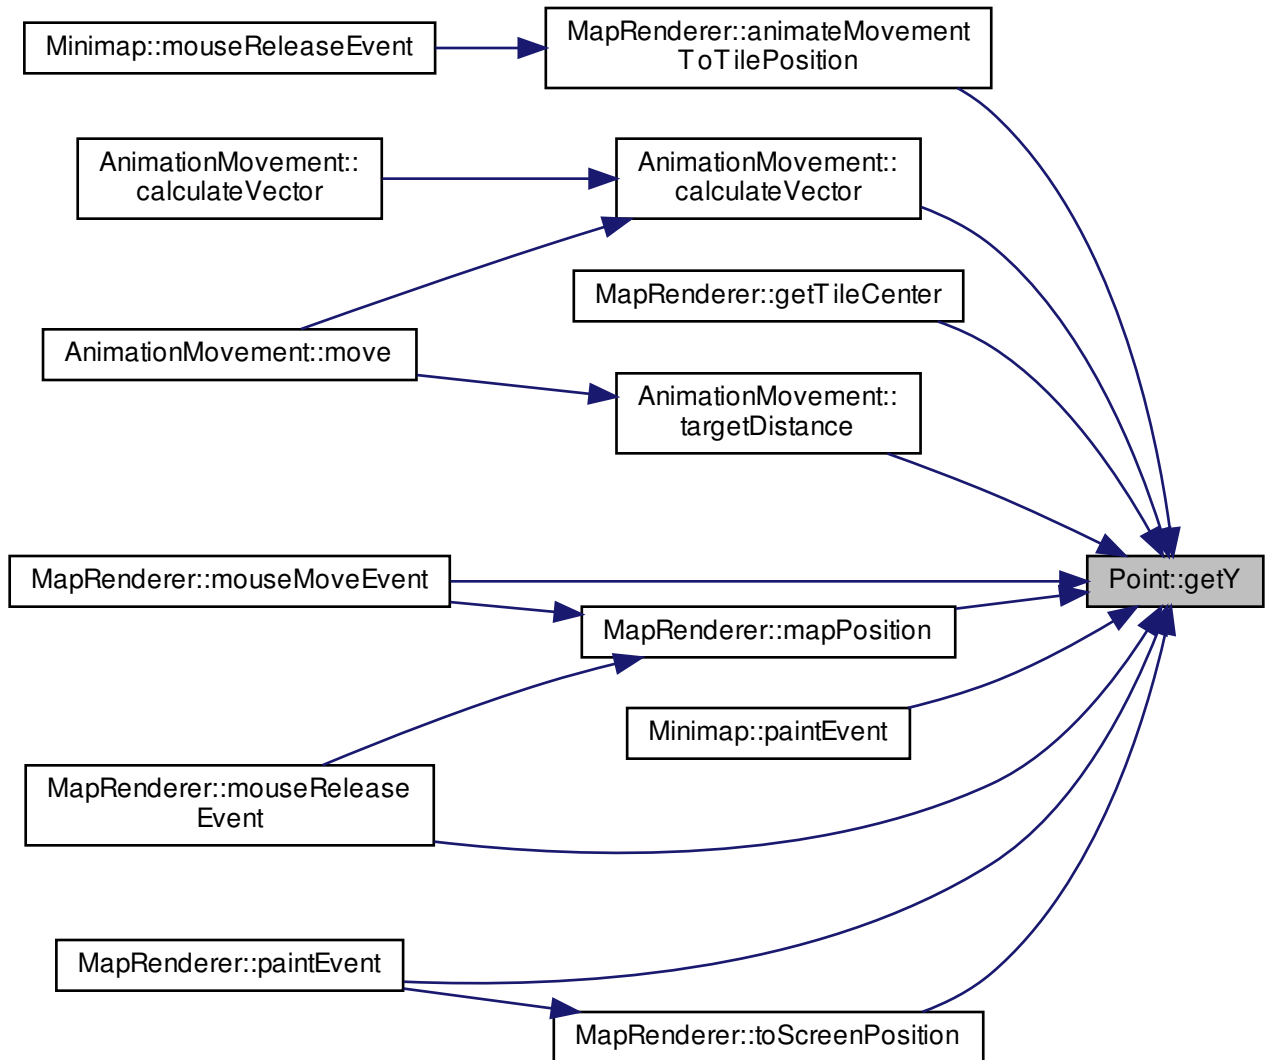 Minimap::mouseReleaseEvent
MapRenderer::animateMovement
ToTilePosition
AnimationMovement::
calculateVector
AnimationMovement::
calculateVector
MapRenderer::getTileCenter
AnimationMovement::move
AnimationMovement::
targetDistance
MapRenderer::mouseMoveEvent
Point::getY
MapRenderer::mapPosition
Minimap::paintEvent
MapRenderer::mouseRelease
Event
MapRenderer::paintEvent
MapRenderer::toScreenPosition